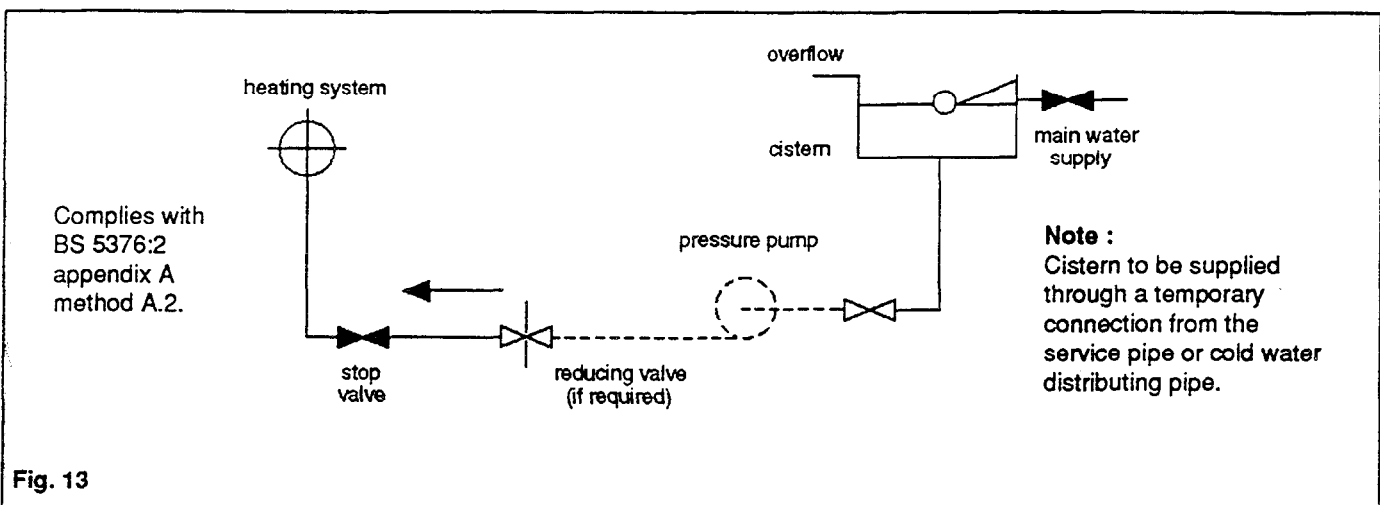 overflow
heating system
cistern
main water
supply
Complies with
BS 5376:2
appendix A
method A.2.
pressure pump
Note :
Cistern to be supplied
through a temporary
connection from the
service pipe or cold water
distributing pipe.
stop
valve
reducing valve
(if required)
Fig. 13